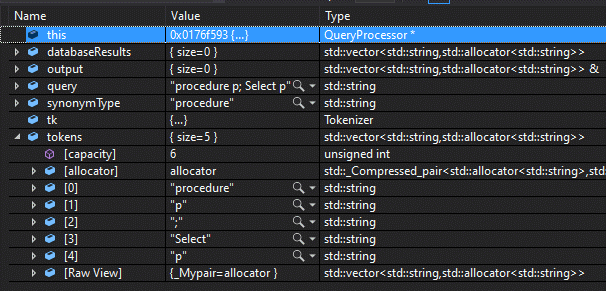 Name Value Type
this 0x0176f593 {...} QueryProcessor *
databaseResults { size=0 } std::vector<std::string,std::allocator<std::string>>
output { size=0 } std::vector<std::string,std::allocator<std::string>> &
query "procedure p; Select p" std::string
synonymType "procedure" std::string
tk {...} Tokenizer
tokens { size=5 } std::vector<std::string,std::allocator<std::string>>
[capacity] 6 unsigned int
[allocator] allocator std::_Compressed_pair<std::allocator<std::string>,std
[0] "procedure" std::string
[1] "p" std::string
[2] ";" std::string
[3] "Select" std::string
[4] "p" std::string
[Raw View] {_Mypair=allocator } std::vector<std::string,std::allocator<std::string>>